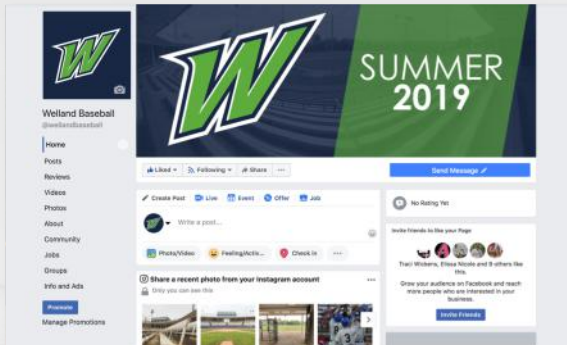 W
W
SUMMER
2019
Welland Baseball
@wellandbaseball
Home
Posts
Reviews
Videos
Photos
About
Community
Jobs
Groups
Info and Ads
Promote
Manage Promotions
Liked
Following
Share
Send Message
Create Post
Live
Event
Offer
Job
Write a post...
Photo/Video
Feeling/Activ...
Check in
Share a recent photo from your Instagram account
Only you can see this
No Rating Yet
Invite friends to like your Page
Traci Wickens, Elissa Nicole and 9 others like
this.
Grow your audience on Facebook and reach
more people who are interested in your
business.
Invite Friends